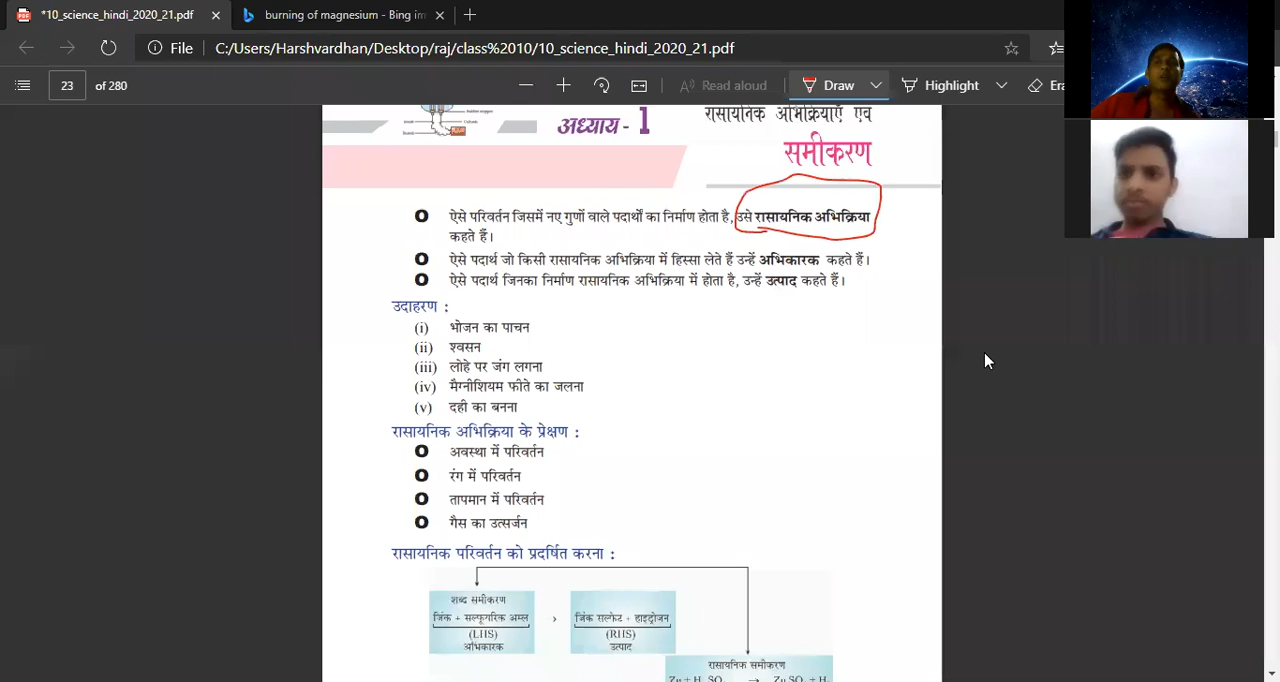 *10_science_hindi_2020_21.pdf
burning of magnesium - Bing im
File C:/Users/Harshvardhan/Desktop/raj/class%2010/10_science_hindi_2020_21.pdf
23 of 280 Read aloud Draw Highlight Era
अध्याय - 1
रासायनिक अभिक्रियाएँ एवं
समीकरण
ऐसे परिवर्तन जिसमें नए गुणों वाले पदार्थों का निर्माण होता है, उसे रासायनिक अभिक्रिया
कहते हैं।
ऐसे पदार्थ जो किसी रासायनिक अभिक्रिया में हिस्सा लेते हैं उन्हें अभिकारक कहते हैं।
ऐसे पदार्थ जिनका निर्माण रासायनिक अभिक्रिया में होता है, उन्हें उत्पाद कहते हैं।
उदाहरण :
(i) भोजन का पाचन
(ii) श्वसन
(iii) लोहे पर जंग लगना
(iv) मैग्नीशियम फीते का जलना
(v) दही का बनना
रासायनिक अभिक्रिया के प्रेक्षण :
अवस्था में परिवर्तन
रंग में परिवर्तन
तापमान में परिवर्तन
गैस का उत्सर्जन
रासायनिक परिवर्तन को प्रदर्षित करना :
शब्द समीकरण
जिंक + सल्फ्यूरिक अम्ल
(LHS)
अभिकारक
जिंक सल्फेट + हाइड्रोजन
(RHS)
उत्पाद
रासायनिक समीकरण